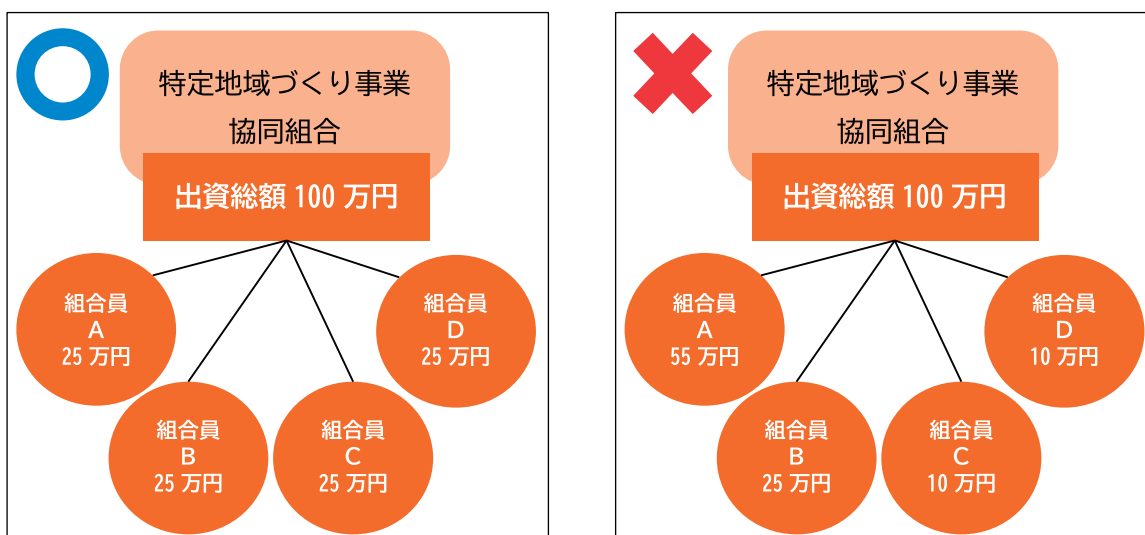 特定地域づくり事業
協同組合
出資総額 100 万円
組合員
A
25 万円
組合員
B
25 万円
組合員
C
25 万円
組合員
D
25 万円
特定地域づくり事業
協同組合
出資総額 100 万円
組合員
A
55 万円
組合員
B
25 万円
組合員
C
10 万円
組合員
D
10 万円